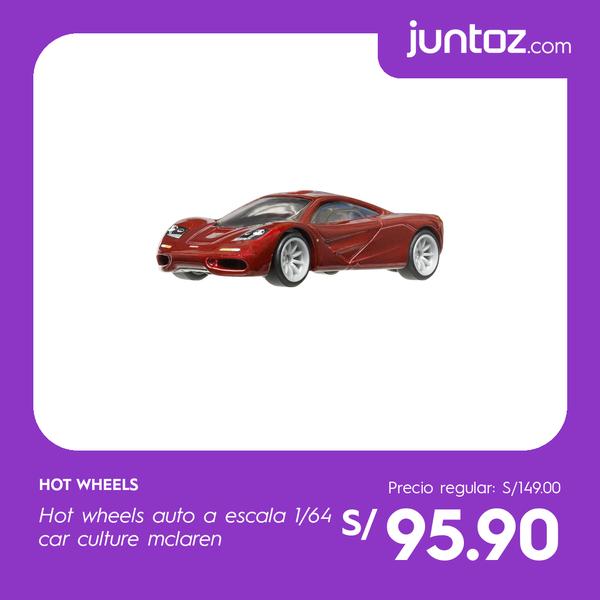 juntoz.com
HOT WHEELS
Hot wheels auto a escala 1/64
car culture mclaren
Precio regular: S/149.00
S/ 95.90